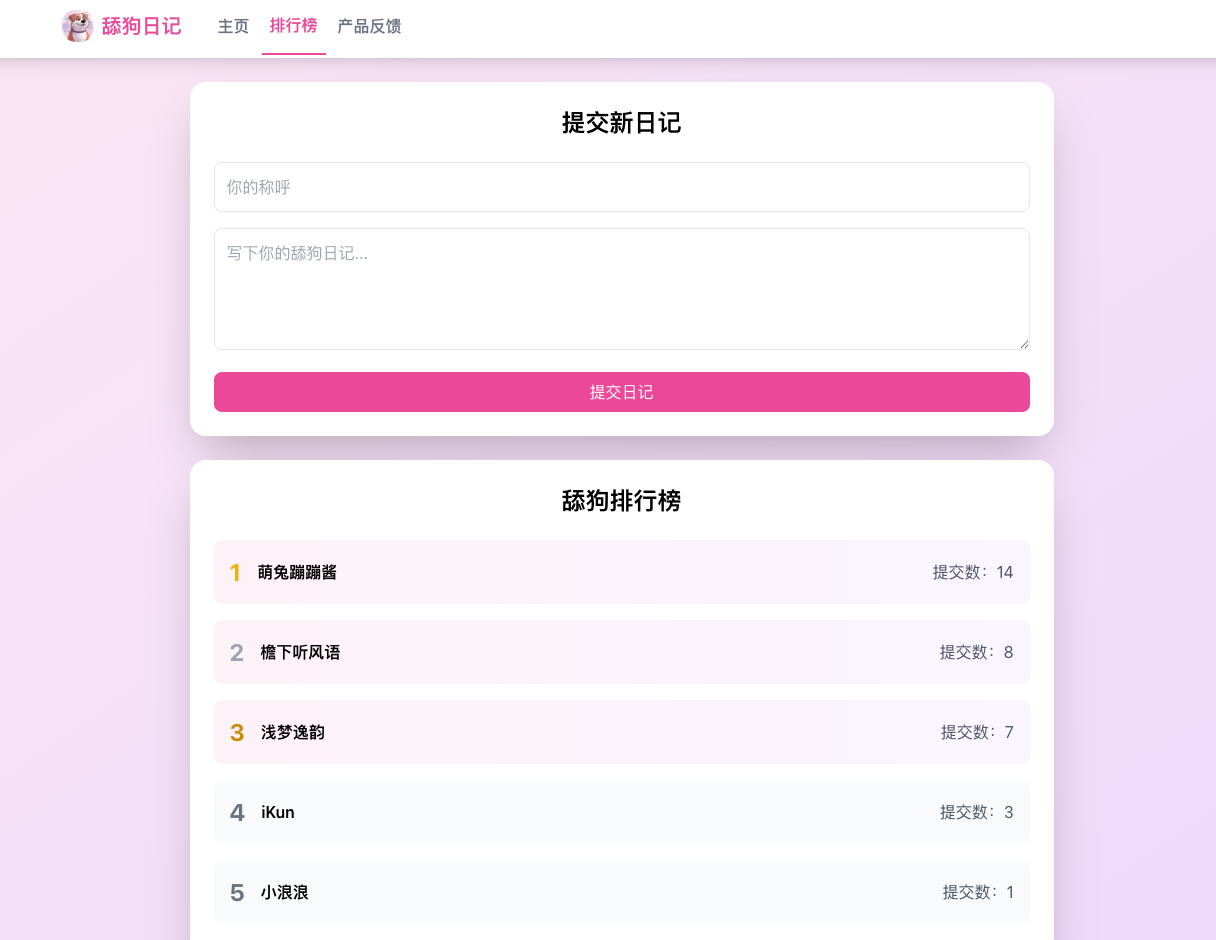 舔狗日记 主页 排行榜 产品反馈
提交新日记
你的称呼
写下你的舔狗日记...
提交日记
舔狗排行榜
1 萌兔蹦蹦酱 提交数：14
2 檐下听风语 提交数：8
3 浅梦逸韵 提交数：7
4 iKun 提交数：3
5 小浪浪 提交数：1